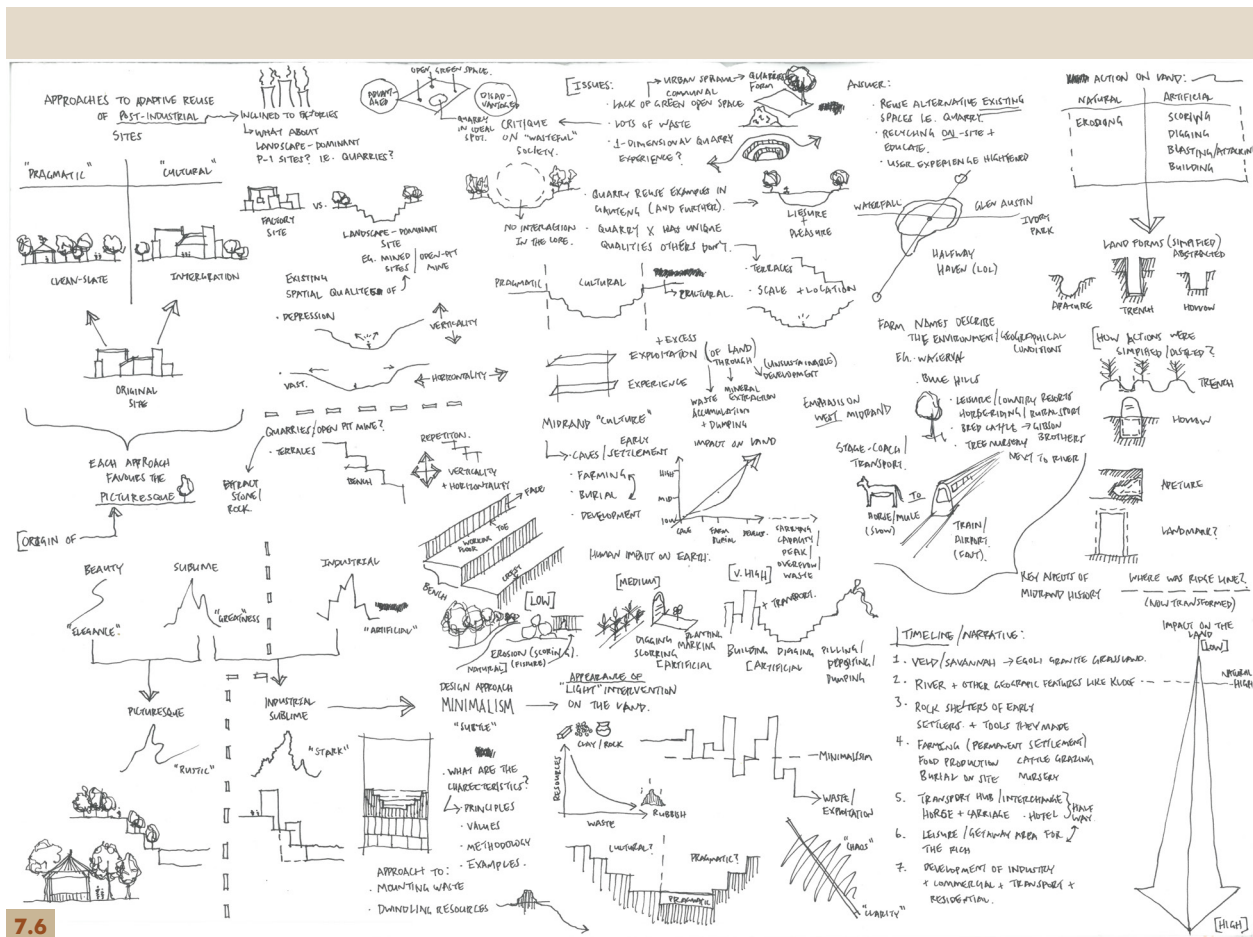 APPROACHES TO ADAPTIVE REUSE
OF POST-INDUSTRIAL
SITES
"PRAGMATIC"
"CULTURAL"
CLEAN-SLATE
INTERGRATION
ORIGINAL
SITE
EACH APPROACH
FAVOURS THE
PICTURESQUE
[ORIGIN OF
BEAUTY
SUBLIME
"ELEGANCE"
"GREATNESS"
PICTURESQUE
"RUSTIC"
INCLINED TO FACTORIES
WHAT ABOUT
LANDSCAPE-DOMINANT
P-I SITES? IE. QUARRIES?
FACTORY
SITE
VS.
LANDSCAPE-DOMINANT
SITE
EG. MINED
SITES / OPEN-PIT
MINE
EXISTING
SPATIAL QUALITES OF
• DEPRESSION
VERTICALITY
• VAST.
HORIZONTALITY
QUARRIES/OPEN PIT MINE?
• TERRALES
BENCH
REPETITON.
VERTICALITY
+ HORIZONTALITY
EXTRACT
STONE/
ROCK
INDUSTRIAL
"ARTIFICIAL"
INDUSTRIAL
SUBLIME
"STARK"
OPEN GREEN SPACE.
ADVANT-
AGED
DISAD-
VANTAGED
QUARRY
IN IDEAL
SPOT.
CRITIQUE
ON "WASTEFUL"
SOCIETY.
NO INTERACTION
IN THE CORE.
[ISSUES:
URBAN SPRAWL
COMMUNAL
QUARRIES
FORM
• LACK OF GREEN OPEN SPACE
• LOTS OF WASTE
• 1-DIMENSIONAL QUARRY
EXPERIENCE?
• QUARRY REUSE EXAMPLES IN
GAUTENG (AND FURTHER).
• QUARRY X HAS UNIQUE
QUALITIES OTHERS DON'T.
LIESURE
+
PLEASURE
PRAGMATIC
CULTURAL
• TERRACES
• SCALE + LOCATION
+ EXCESS
EXPLOITATION (OF LAND
THROUGH
EXPERIENCE
(UNSUSTAINABLE)
DEVELOPMENT
MINERAL
EXTRACTION
WASTE
ACCUMULATION
+ DUMPING
MIDRAND "CULTURE"
CAVES / EARLY
SETTLEMENT
• FARMING
• BURIAL
• DEVELOPMENT
IMPACT ON LAND
HIGH
MID
LOW
CAVE
FARM
BURIAL
CARRYING
CAPACITY/
PEAK/
OVERFLOW/
WASTE
FACE
TOE
WORKING
FLOOR
CREST
BENCH
HUMAN IMPACT ON EARTH.
[LOW]
EROSION (SCORING).
NATURAL] (FISSURE)
[MEDIUM]
DIGGING PLANTING
SCORRING MARKING
[ARTIFICIAL
[V. HIGH]
+ TRANSPORT.
BUILDING DIGGING
[ARTIFICIAL
PILLING/
DEPOSITING/
DUMPING
DESIGN APPROACH
MINIMALISM
"SUBTLE"
APPEARANCE OF
"LIGHT" INTERVENTION
ON THE LAND.
• WHAT ARE THE
CHARECTERISTICS?
PRINCIPLES
• VALUES
• METHODOLOGY
• EXAMPLES.
APPROACH TO:
• MOUNTING WASTE
• DWINDLING RESOURCES
CLAY/ROCK
RESOURCES
WASTE
RUBBISH
MINIMALISM
WASTE/
EXPLOITATION
CULTURAL?
PRAGMATIC?
PRAGMATIC
"CHAOS"
"CLARITY"
ANSWER:
• REUSE ALTERNATIVE EXISTING
SPACES I.E. QUARRY.
• RECYCLING ON-SITE +
EDUCATE.
• USER EXPERIENCE HIGHTENED
WATERFALL
GLEN AUSTIN
IVORY
PARK
HALFWAY
HAVEN (LOL)
FARM NAMES DESCRIBE
THE ENVIRONMENT/GEOGRAPHICAL
CONDITIONS
EG. WATERVAL
• BLUE HILLS
EMPHASIS ON
WEST MIDRAND
• LEISURE/COUNTRY RESORTS
HORSERIDING/
• BRED CATTLE → GIBSON
BROTHERS
• TREE NURSERY
NEXT TO RIVER
STAGE-COACH/
TRANSPORT.
HORSE/MULE
(SLOW)
TO
TRAIN/
AIRPORT.
(FAST).
KEY ASPECTS OF
MIDRAND HISTORY
ACTION ON LAND:
NATURAL
ARTIFICIAL
ERODING
SCORING
DIGGING
BLASTING/ATTACKING
BUILDING
LAND FORMS (SIMPLIFIED
ABSTRACTED
APATURE
TRENCH
HOLLOW
[HOW ACTIONS WERE
SIMPLIFIED/DISTILLED?
TRENCH
HOLLOW
APETURE
LANDMARK?
WHERE WAS RIDGE LINE?
(NOW TRANSFORMED)
IMPACT ON THE
LAND
[LOW]
NATURAL
HIGH
[HIGH]
TIMELINE/NARRATIVE:
1. VELD/SAVANNAH → EGOLI GRANITE GRASSLAND.
2. RIVER + OTHER GEOGRAPIC FEATURES LIKE KLOOF
3. ROCK SHELTERS OF EARLY
SETTLERS + TOOLS THEY MADE
4. FARMING (PERMANENT SETTLEMENT)
FOOD PRODUCTION CATTLE GRAZING
BURIAL ON SITE NURSERY
5. TRANSPORT HUB/INTERCHANGE
HORSE + CARRIAGE • HOTEL
HALF
WAY.
6. LEISURE/GETAWAY AREA FOR
THE RICH
7. DEVELOPMENT OF INDUSTRY
+ COMMERCIAL + TRANSPORT +
RESIDENTIAL.
7.6